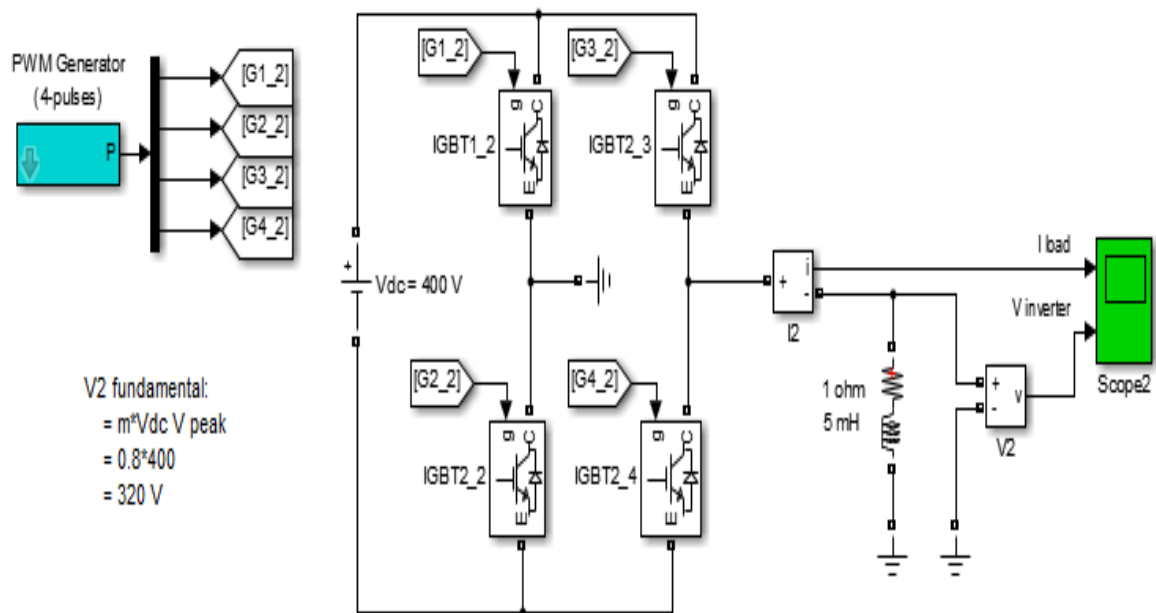 PWM Generator
(4-pulses)
P
[G1_2]
[G2_2]
[G3_2]
[G4_2]
[G1_2]
[G3_2]
g
C
E
IGBT1_2
g
C
E
IGBT2_3
+
Vdc = 400 V
[G2_2]
[G4_2]
g
C
E
IGBT2_2
g
C
E
IGBT2_4
+
i
-
I2
I load
V inverter
Scope2
1 ohm
5 mH
+
-
v
V2
V2 fundamental:
= m*Vdc V peak
= 0.8*400
= 320 V